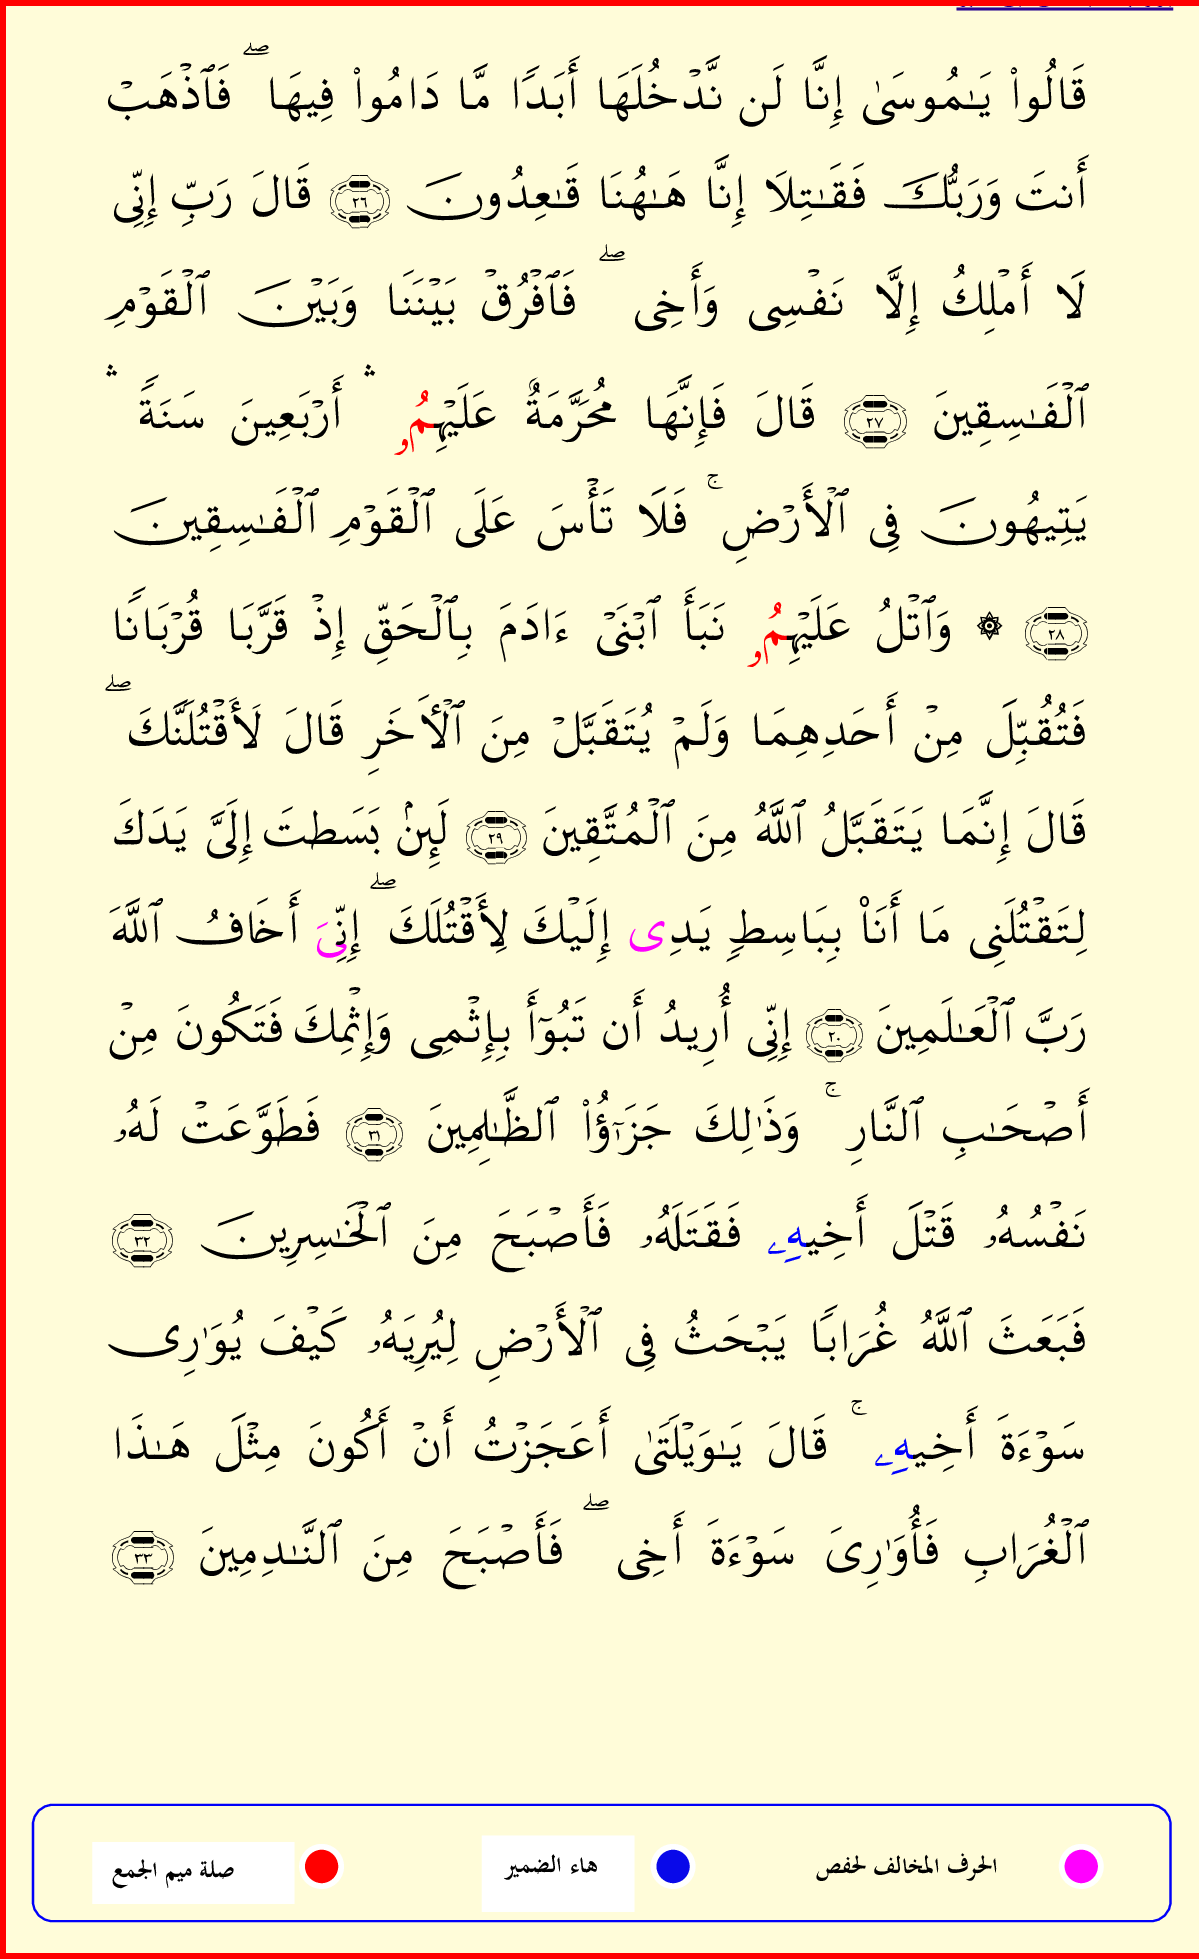 قَالُوا۟ يَـٰمُوسَىٰٓ إِنَّا لَن نَّدْخُلَهَا أَبَدًا مَّا دَامُوا۟ فِيهَا ۖ فَٱذْهَبْ
أَنتَ وَرَبُّكَ فَقَـٰتِلَا إِنَّا هَـٰهُنَا قَـٰعِدُونَ ٢٦ قَالَ رَبِّ إِنِّى
لَا أَمْلِكُ إِلَّا نَفْسِى وَأَخِى ۖ فَٱفْرُقْ بَيْنَنَا وَبَيْنَ ٱلْقَوْمِ
ٱلْفَـٰسِقِينَ ٢٧ قَالَ فَإِنَّهَا مُحَرَّمَةٌ عَلَيْهِمُۥ ۛ أَرْبَعِينَ سَنَةً ۛ
يَتِيهُونَ فِى ٱلْأَرْضِ ۚ فَلَا تَأْسَ عَلَى ٱلْقَوْمِ ٱلْفَـٰسِقِينَ
٢٨ ۞ وَٱتْلُ عَلَيْهِمُۥ نَبَأَ ٱبْنَىْ ءَادَمَ بِٱلْحَقِّ إِذْ قَرَّبَا قُرْبَانًا
فَتُقُبِّلَ مِنْ أَحَدِهِمَا وَلَمْ يُتَقَبَّلْ مِنَ ٱلْأَخَرِ قَالَ لَأَقْتُلَنَّكَ ۖ
قَالَ إِنَّمَا يَتَقَبَّلُ ٱللَّهُ مِنَ ٱلْمُتَّقِينَ ٢٩ لَئِنۢ بَسَطتَ إِلَىَّ يَدَكَ
لِتَقْتُلَنِى مَا أَنَا۠ بِبَاسِطٍ يَدِى إِلَيْكَ لِأَقْتُلَكَ ۖ إِنِّىَ أَخَافُ ٱللَّهَ
رَبَّ ٱلْعَـٰلَمِينَ ٣٠ إِنِّى أُرِيدُ أَن تَبُوٓأَ بِإِثْمِى وَإِثْمِكَ فَتَكُونَ مِنْ
أَصْحَـٰبِ ٱلنَّارِ ۚ وَذَٰلِكَ جَزَٰٓؤُا۟ ٱلظَّـٰلِمِينَ ٣١ فَطَوَّعَتْ لَهُۥ
نَفْسُهُۥ قَتْلَ أَخِيهِۦ فَقَتَلَهُۥ فَأَصْبَحَ مِنَ ٱلْخَـٰسِرِينَ ٣٢
فَبَعَثَ ٱللَّهُ غُرَابًا يَبْحَثُ فِى ٱلْأَرْضِ لِيُرِيَهُۥ كَيْفَ يُوَٰرِى
سَوْءَةَ أَخِيهِۦ ۚ قَالَ يَـٰوَيْلَتَىٰ أَعَجَزْتُ أَنْ أَكُونَ مِثْلَ هَـٰذَا
ٱلْغُرَابِ فَأُوَٰرِىَ سَوْءَةَ أَخِى ۖ فَأَصْبَحَ مِنَ ٱلنَّـٰدِمِينَ ٣٣
الحرف المخالف لحفص هاء الضمير صلة ميم الجمع